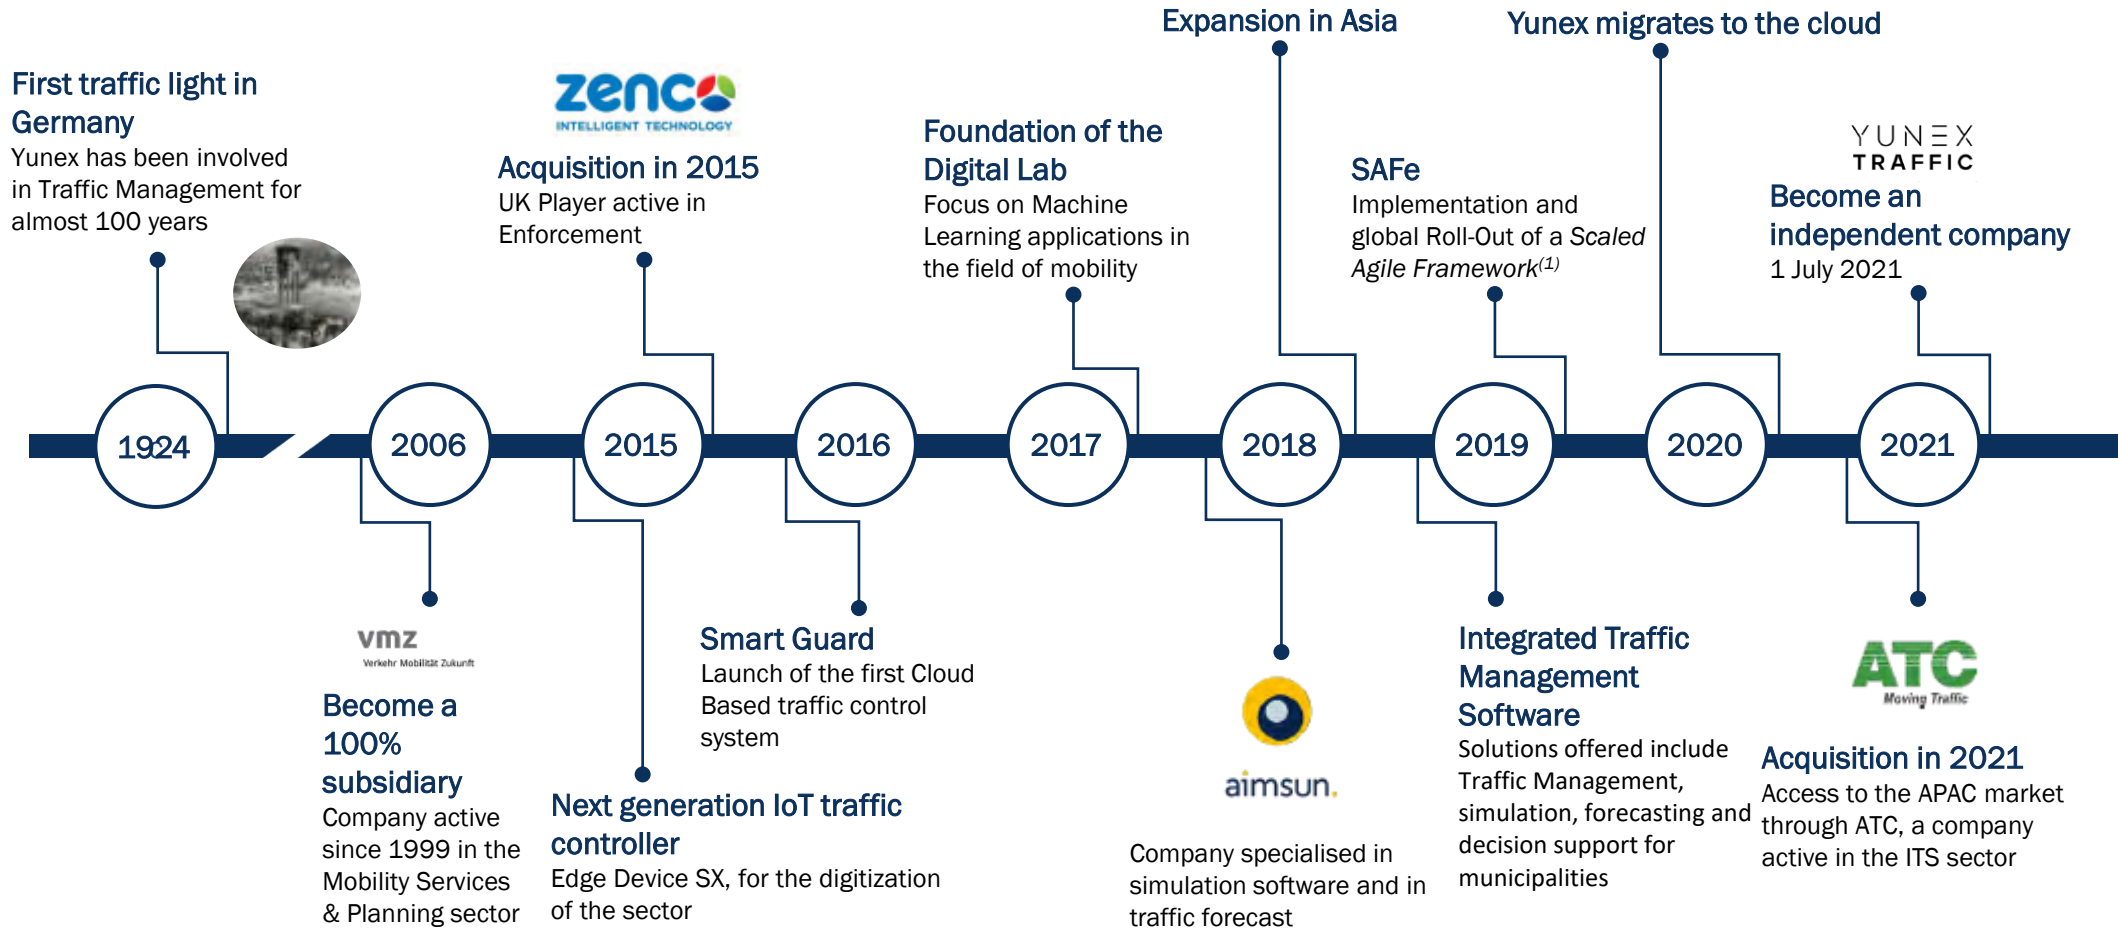 Expansion in Asia
Yunex migrates to the cloud
First traffic light in
Germany
Yunex has been involved
in Traffic Management for
almost 100 years
zenco
INTELLIGENT TECHNOLOGY
Acquisition in 2015
UK Player active in
Enforcement
Foundation of the
Digital Lab
Focus on Machine
Learning applications in
the field of mobility
SAFe
Implementation and
global Roll-Out of a Scaled
Agile Framework(1)
YUNEX
TRAFFIC
Become an
independent company
1 July 2021
1924
2006
2015
2016
2017
2018
2019
2020
2021
vmz
Verkehr Mobilität Zukunft
Become a
100%
subsidiary
Company active
since 1999 in the
Mobility Services
& Planning sector
Next generation IoT traffic
controller
Edge Device SX, for the digitization
of the sector
Smart Guard
Launch of the first Cloud
Based traffic control
system
aimsun.
Company specialised in
simulation software and in
traffic forecast
Integrated Traffic
Management
Software
Solutions offered include
Traffic Management,
simulation, forecasting and
decision support for
municipalities
ATC
Moving Traffic
Acquisition in 2021
Access to the APAC market
through ATC, a company
active in the ITS sector